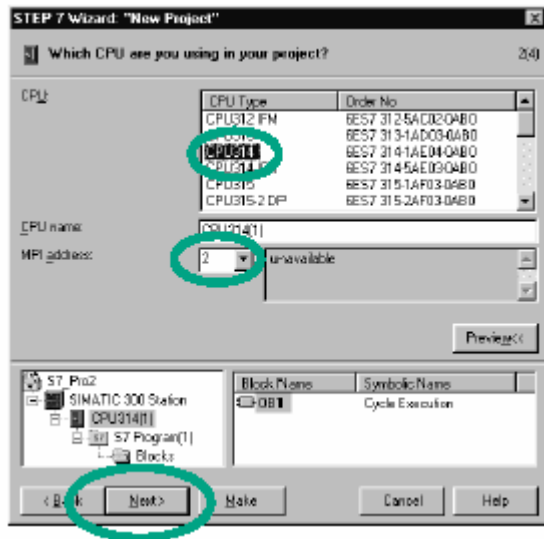 STEP 7 Wizard: "New Project"
Which CPU are you using in your project? 2(4)
CPU: CPU Type Order No
CPU312 IFM 6ES7 312-5AC02-0AB0
6ES7 313-1AD03-0AB0
CPU314 6ES7 314-1AE04-0AB0
6ES7 314-5AE03-0AB0
CPU315 6ES7 315-1AF03-0AB0
CPU315-2 DP 6ES7 315-2AF03-0AB0
CPU name: CPU314(1)
MPI address: 2 unavailable
Preview<<
S7_Pro2 Block Name Symbolic Name
SIMATIC 300 Station OB1 Cycle Execution
CPU314(1)
S7 Program(1)
Blocks
Next> Make Cancel Help